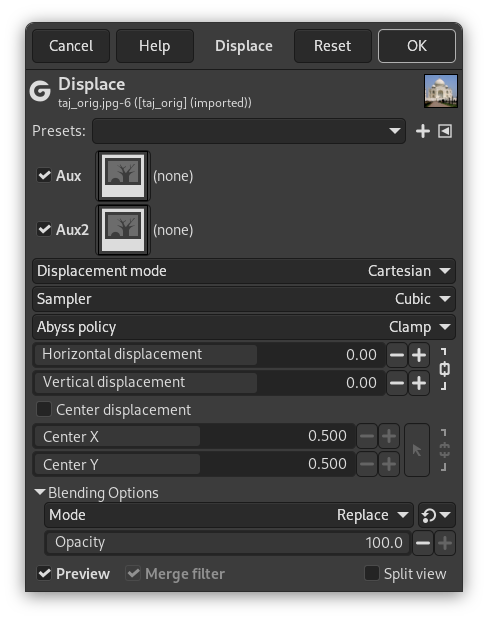 Cancel Help Displace Reset OK
Displace
taj_orig.jpg-6 ([taj_orig] (imported))
Presets:
Aux (none)
Aux2 (none)
Displacement mode Cartesian
Sampler Cubic
Abyss policy Clamp
Horizontal displacement 0.00
Vertical displacement 0.00
Center displacement
Center X 0.500
Center Y 0.500
Blending Options
Mode Replace
Opacity 100.0
Preview Merge filter Split view